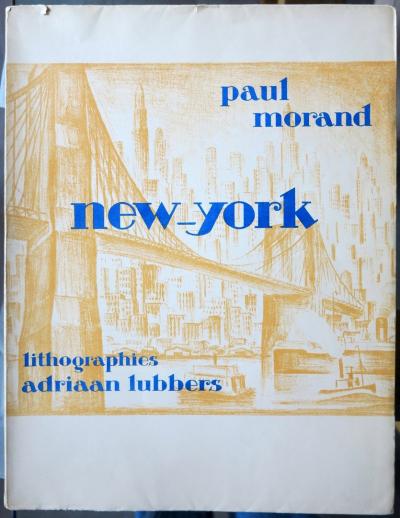 paul
morand
new-york
lithographies
adriaan lubbers